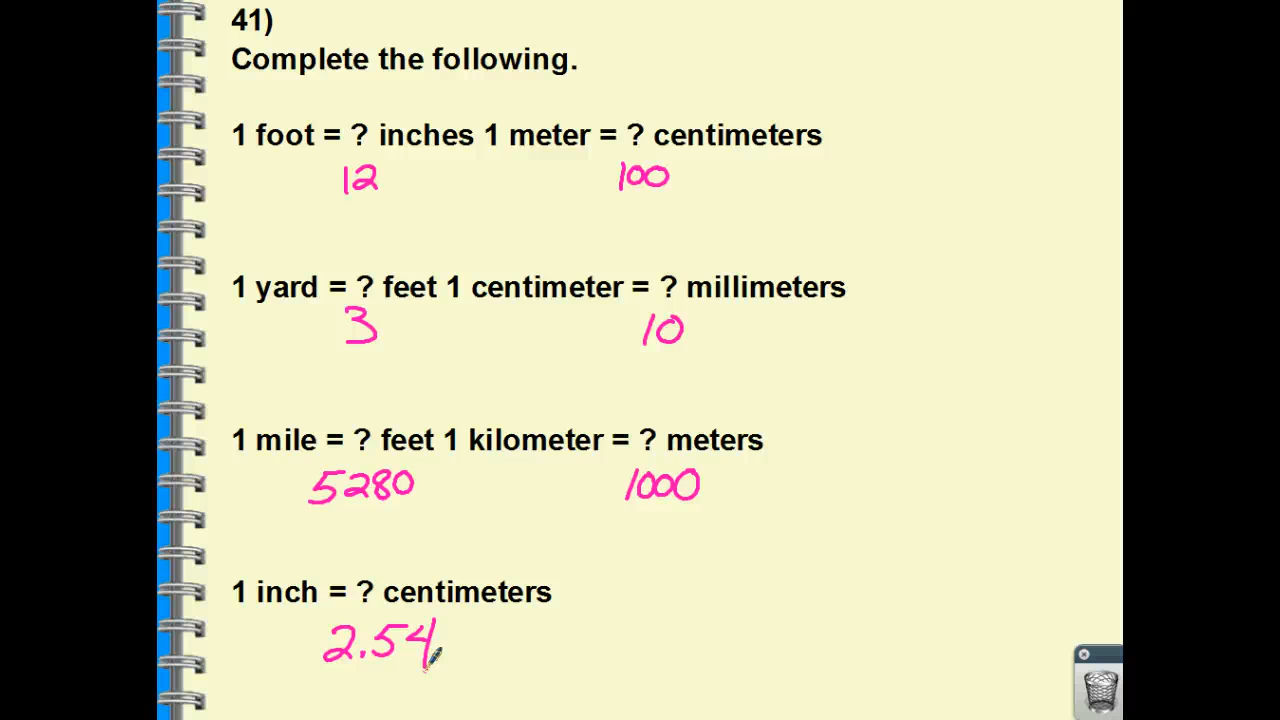 41)
Complete the following.
1 foot = ? inches 1 meter = ? centimeters
12 100
1 yard = ? feet 1 centimeter = ? millimeters
3 10
1 mile = ? feet 1 kilometer = ? meters
5280 1000
1 inch = ? centimeters
2.54